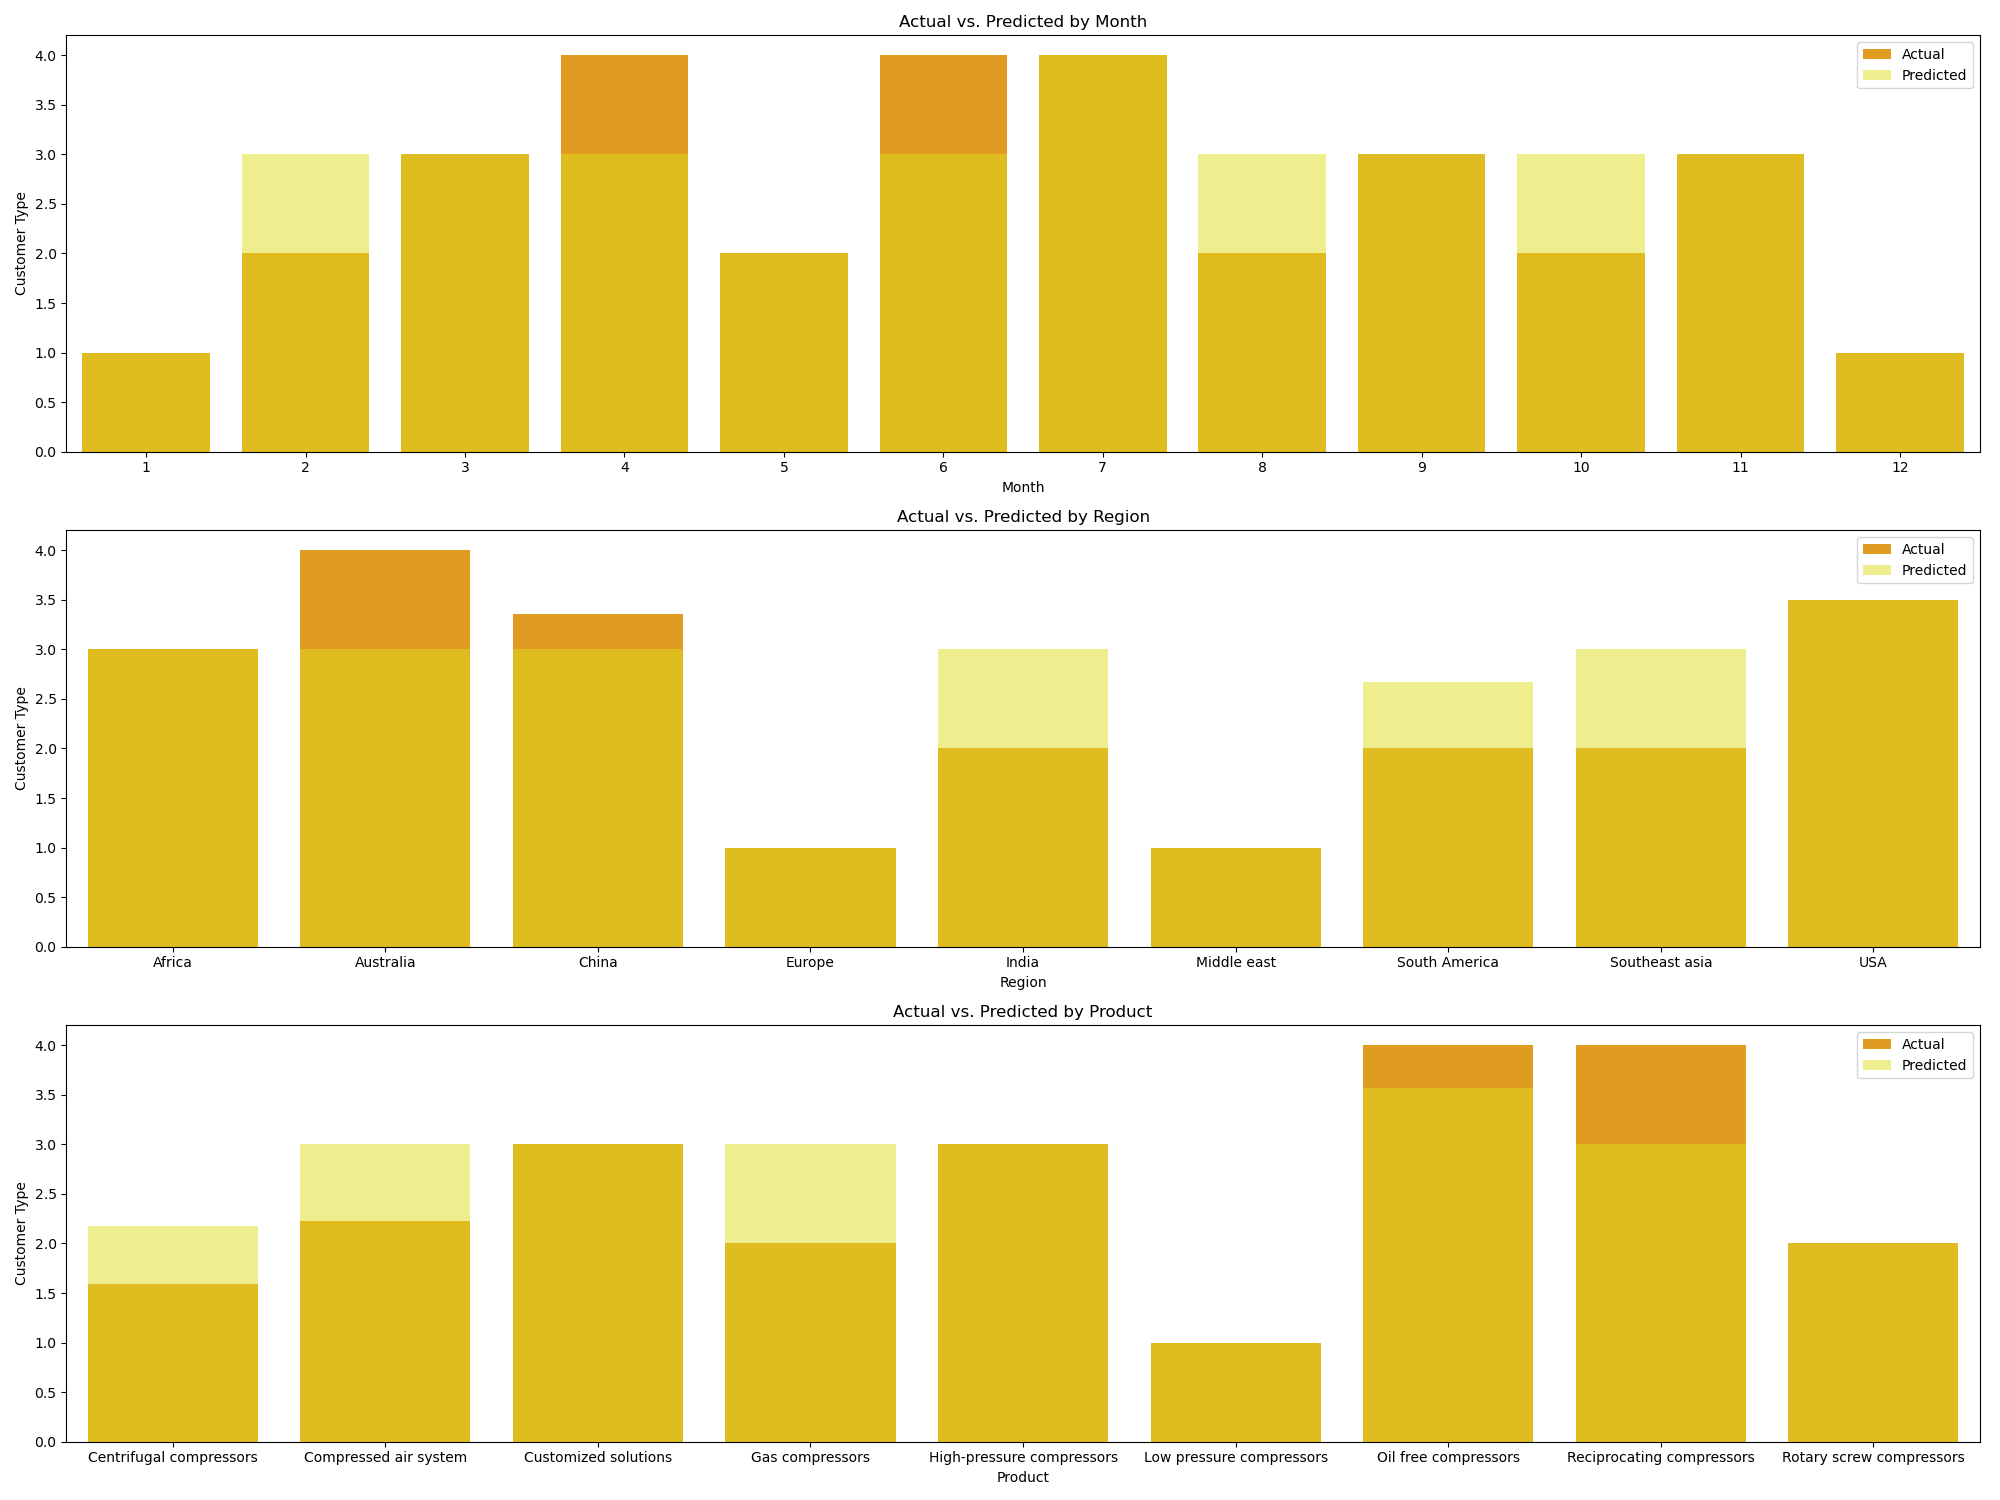 Actual vs. Predicted by Month
Actual
Predicted
Customer Type
4.0
3.5
3.0
2.5
2.0
1.5
1.0
0.5
0.0
1 2 3 4 5 6 7 8 9 10 11 12
Month
Actual vs. Predicted by Region
Actual
Predicted
Customer Type
4.0
3.5
3.0
2.5
2.0
1.5
1.0
0.5
0.0
Africa Australia China Europe India Middle east South America Southeast asia USA
Region
Actual vs. Predicted by Product
Actual
Predicted
Customer Type
4.0
3.5
3.0
2.5
2.0
1.5
1.0
0.5
0.0
Centrifugal compressors Compressed air system Customized solutions Gas compressors High-pressure compressors Low pressure compressors Oil free compressors Reciprocating compressors Rotary screw compressors
Product